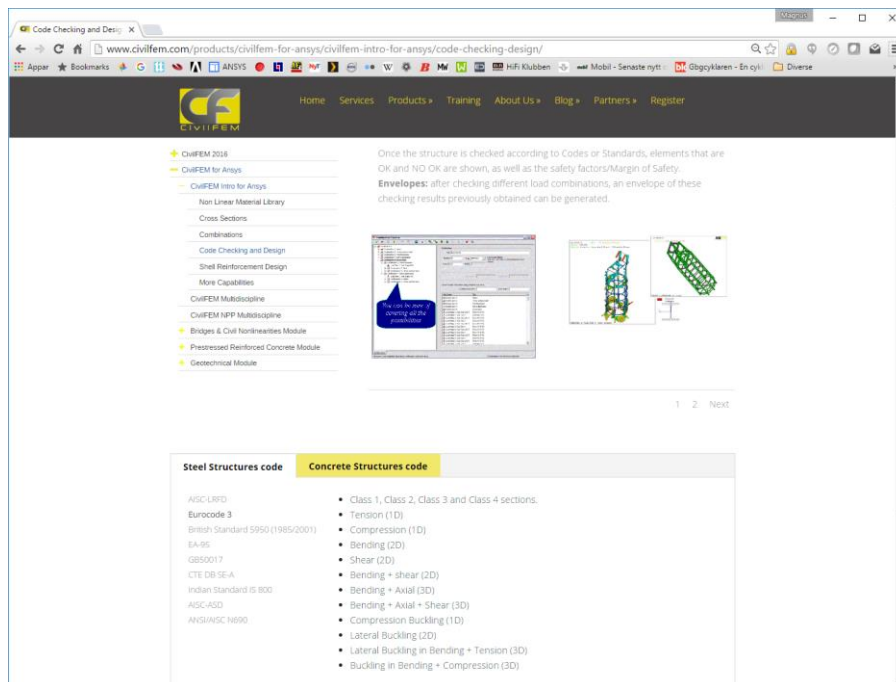 Magnus
Code Checking and Desig
www.civilfem.com/products/civilfem-for-ansys/civilfem-intro-for-ansys/code-checking-design/
Appar Bookmarks ANSYS HiFi Klubben Mobil - Senaste nytt Gbgcyklaren - En cykl Diverse
CF
CIVILFEM
Home Services Products » Training About Us » Blog » Partners » Register
CivilFEM 2016
CivilFEM for Ansys
CivilFEM Intro for Ansys
Non Linear Material Library
Cross Sections
Combinations
Code Checking and Design
Shell Reinforcement Design
More Capabilities
CivilFEM Multidiscipline
CivilFEM NPP Multidiscipline
Bridges & Civil Nonlinearities Module
Prestressed Reinforced Concrete Module
Geotechnical Module
Once the structure is checked according to Codes or Standards, elements that are
OK and NO OK are shown, as well as the safety factors/Margin of Safety.
Envelopes: after checking different load combinations, an envelope of these
checking results previously obtained can be generated.
You can be sure of
covering all the
possibilities
1 2 Next
Steel Structures code Concrete Structures code
AISC-LRFD
Eurocode 3
British Standard 5950 (1985/2001)
EA-95
GB50017
CTE DB SE-A
Indian Standard IS 800
AISC-ASD
ANSI/AISC N690
Class 1, Class 2, Class 3 and Class 4 sections.
Tension (1D)
Compression (1D)
Bending (2D)
Shear (2D)
Bending + shear (2D)
Bending + Axial (3D)
Bending + Axial + Shear (3D)
Compression Buckling (1D)
Lateral Buckling (2D)
Lateral Buckling in Bending + Tension (3D)
Buckling in Bending + Compression (3D)